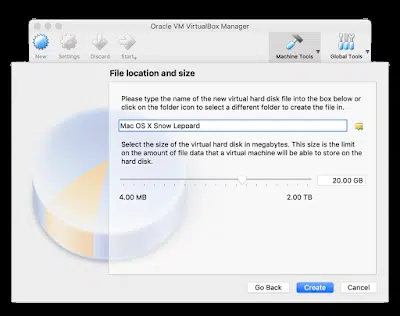 Oracle VM VirtualBox Manager
New Settings Discard Start Machine Tools Global Tools
File location and size
Please type the name of the new virtual hard disk file into the box below or
click on the folder icon to select a different folder to create the file in.
Mac OS X Snow Lepoard
Select the size of the virtual hard disk in megabytes. This size is the limit
on the amount of file data that a virtual machine will be able to store on the
hard disk.
20.00 GB
4.00 MB 2.00 TB
Go Back Create Cancel